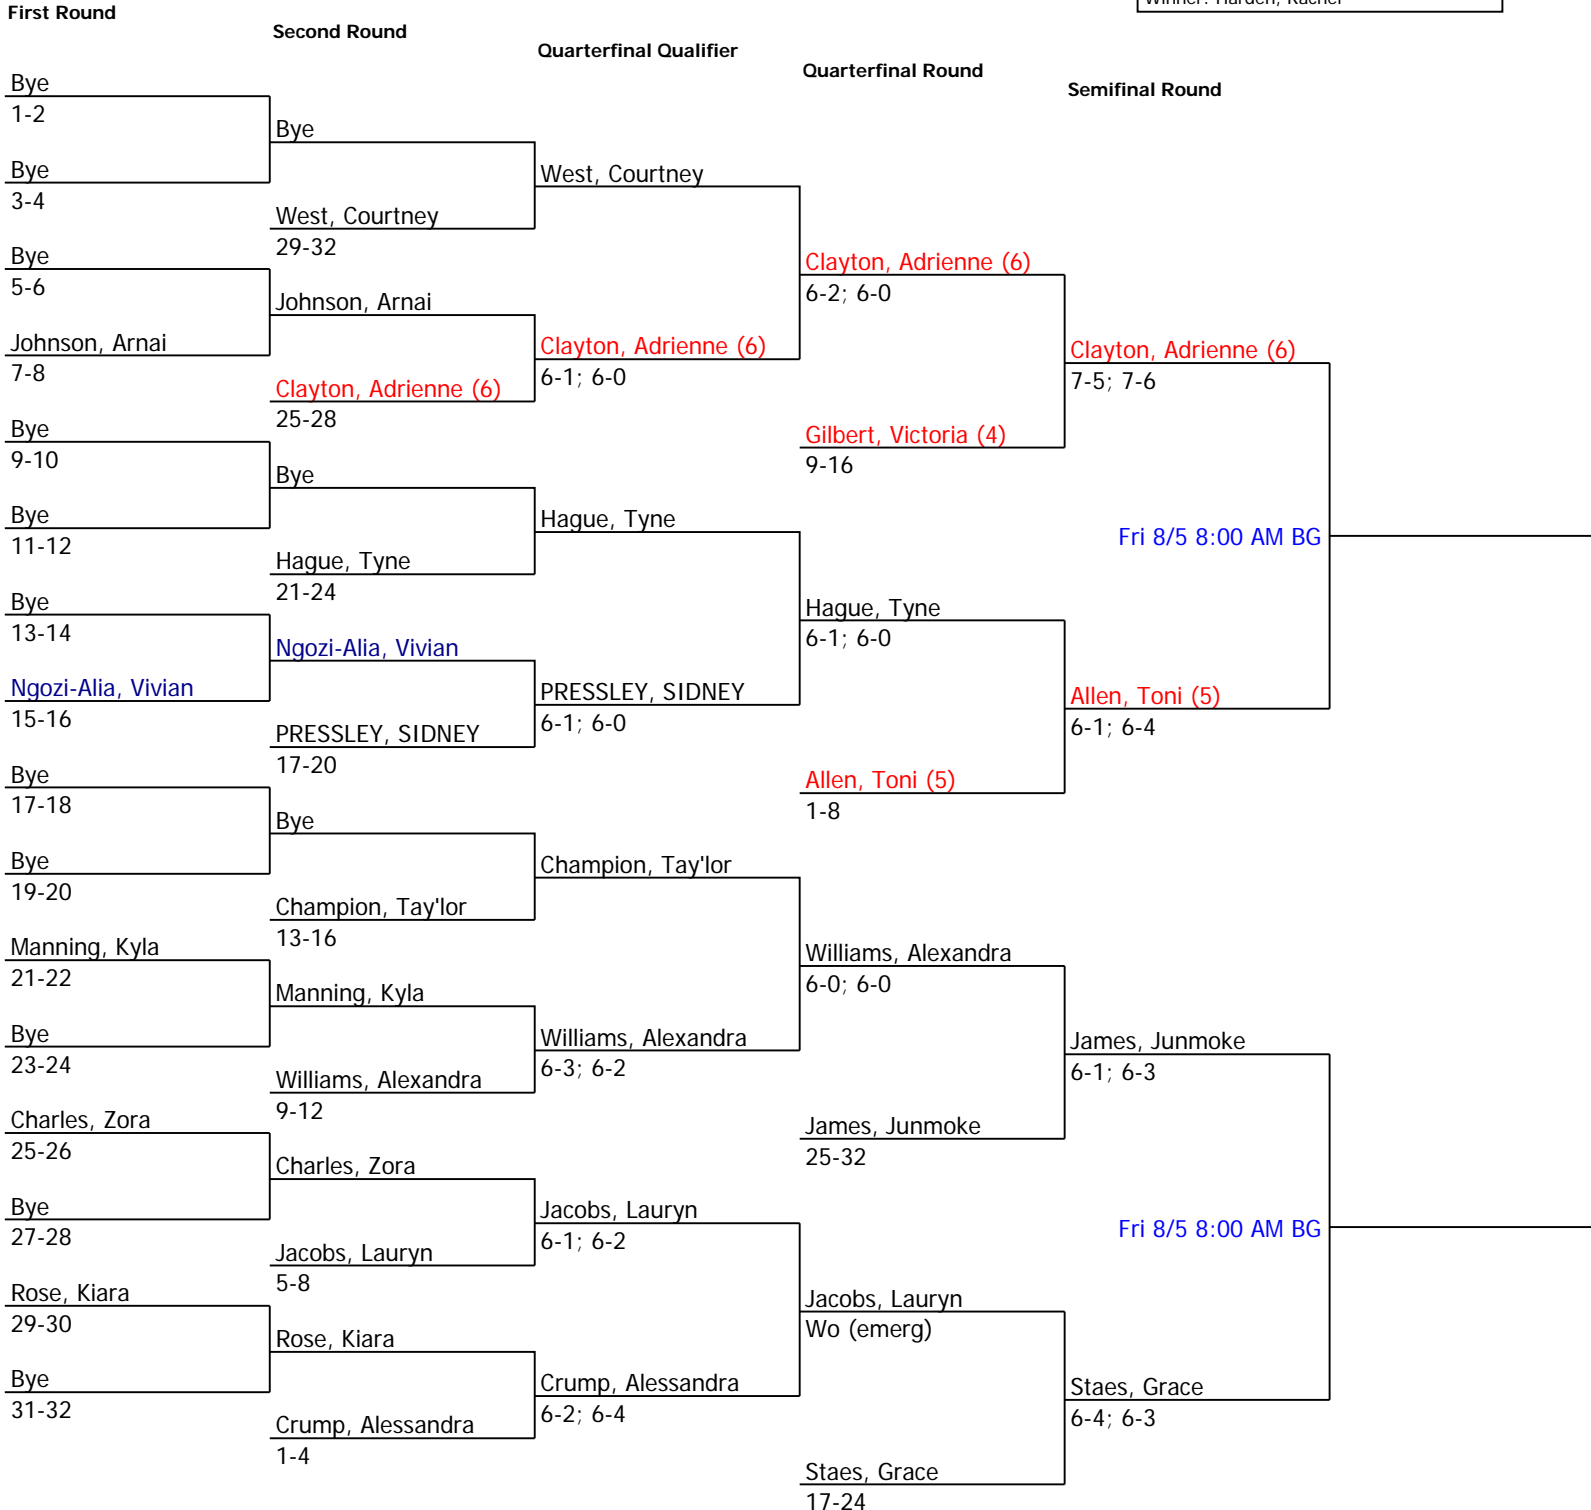 Winner: Harden, Rachel
First Round
Second Round
Quarterfinal Qualifier
Quarterfinal Round
Semifinal Round
Bye
1-2
Bye
3-4
Bye
5-6
Johnson, Arnai
7-8
Bye
9-10
Bye
11-12
Bye
13-14
Ngozi-Alia, Vivian
15-16
Bye
17-18
Bye
19-20
Manning, Kyla
21-22
Bye
23-24
Charles, Zora
25-26
Bye
27-28
Rose, Kiara
29-30
Bye
31-32
Bye
West, Courtney
29-32
Johnson, Arnai
Clayton, Adrienne (6)
25-28
Bye
Hague, Tyne
21-24
Ngozi-Alia, Vivian
PRESSLEY, SIDNEY
17-20
Bye
Champion, Tay'lor
13-16
Manning, Kyla
Williams, Alexandra
9-12
Charles, Zora
Jacobs, Lauryn
5-8
Rose, Kiara
Crump, Alessandra
1-4
West, Courtney
Clayton, Adrienne (6)
6-1; 6-0
Hague, Tyne
PRESSLEY, SIDNEY
6-1; 6-0
Champion, Tay'lor
Williams, Alexandra
6-3; 6-2
Jacobs, Lauryn
6-1; 6-2
Crump, Alessandra
6-2; 6-4
Clayton, Adrienne (6)
6-2; 6-0
Gilbert, Victoria (4)
9-16
Hague, Tyne
6-1; 6-0
Allen, Toni (5)
1-8
Williams, Alexandra
6-0; 6-0
James, Junmoke
25-32
Jacobs, Lauryn
Wo (emerg)
Staes, Grace
17-24
Clayton, Adrienne (6)
7-5; 7-6
Allen, Toni (5)
6-1; 6-4
James, Junmoke
6-1; 6-3
Staes, Grace
6-4; 6-3
Fri 8/5 8:00 AM BG
Fri 8/5 8:00 AM BG